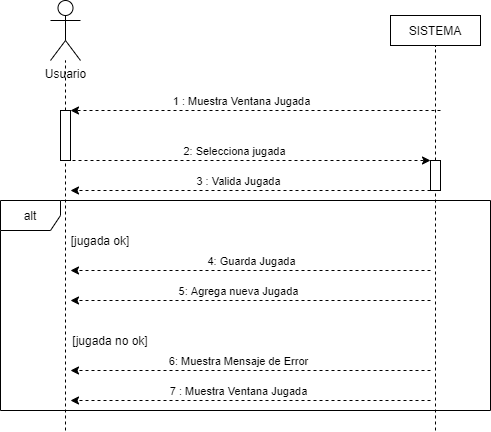 SISTEMA
Usuario
1 : Muestra Ventana Jugada
2: Selecciona jugada
3 : Valida Jugada
alt
[jugada ok]
4: Guarda Jugada
5: Agrega nueva Jugada
[jugada no ok]
6: Muestra Mensaje de Error
7 : Muestra Ventana Jugada